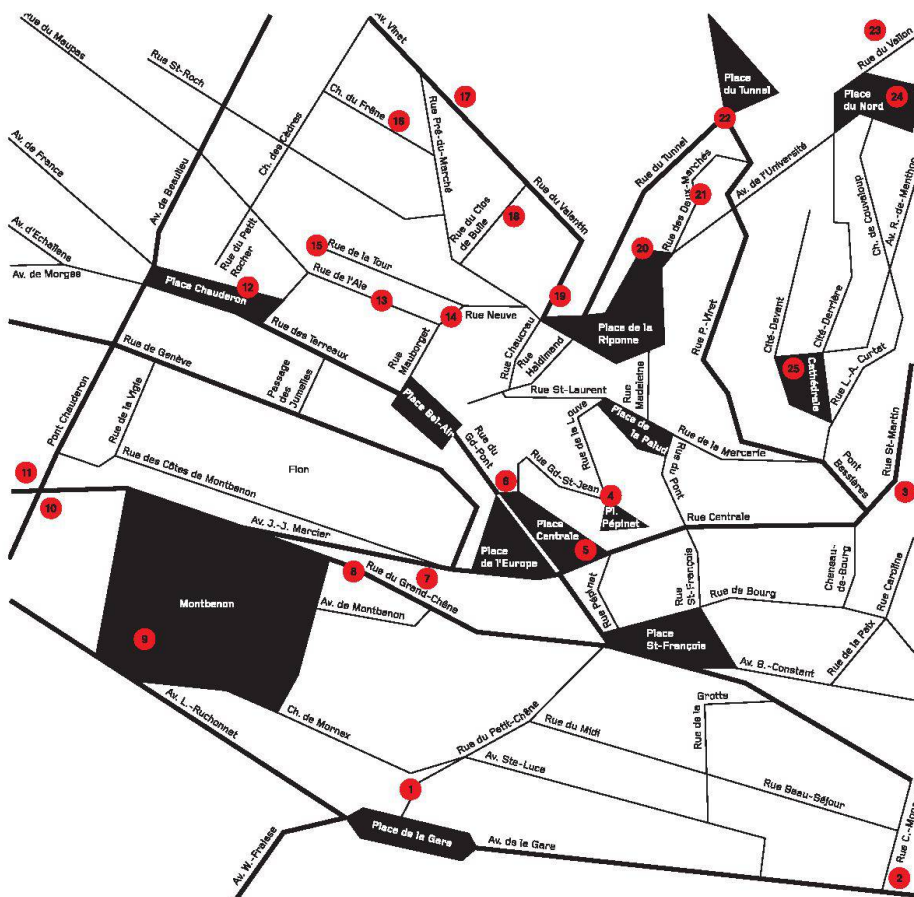 Rue du Maupas
Rue St-Roch
Av. Vinet
17
Ch. du Frêne
16
Rue Pré-du-Marché
Ch. des Cèdres
Av. de Beaulieu
Av. de France
Av. d'Echallens
Av. de Morges
Place Chauderon
12
Rue du Petit
Rocher
15
Rue de la Tour
Rue de l'Ale
13
14
Rue Neuve
Rue du Clos
de Bulle
18
Rue du Valentin
19
Place
du Tunnel
22
Rue du Tunnel
Rue des Deux-Marchés
21
20
Av. de l'Université
23
Rue du Vallon
Place
du Nord
24
Ch. de Couvaloup
Av. R.-de-Menthon
Place de la
Riponne
Rue P.-Viret
Cité-Devant
Cité-Derrière
25
Cathédrale
Rue L.-A. Curtat
Rue St-Martin
3
Pont
Bessières
Rue Chaucrau
Rue
Haldimand
Rue St-Laurent
Rue
Madeleine
Rue de la Louve
Place de
la Palud
Rue de la Mercerie
Rue du Pont
Rue des Terreaux
Rue
Mauborget
Place Bel-Air
Rue du
Gd-Pont
Rue de Genève
Passage
des
Jumelles
Rue de la Vigie
Pont Chauderon
Rue des Côtes de Montbenon
Flon
6
Rue Gd-St-Jean
4
Pl.
Pépinet
Place
Centrale
5
Place
de l'Europe
Rue Centrale
11
10
Av. J.-J. Mercier
8
7
Rue du Grand-Chêne
Av. de Montbenon
Montbenon
9
Rue Pépinet
Rue
St-François
Rue de Bourg
Cheneau-
de-Bourg
Rue Caroline
Rue de la Paix
Place
St-François
Av. B.-Constant
Av. L.-Ruchonnet
Ch. de Mornex
Rue du Petit-Chêne
Rue du Midi
Rue de la
Grotte
Av. Ste-Luce
Rue Beau-Séjour
1
Place de la Gare
Av. de la Gare
Av. W.-Fraisse
Rue C.-Mon
2